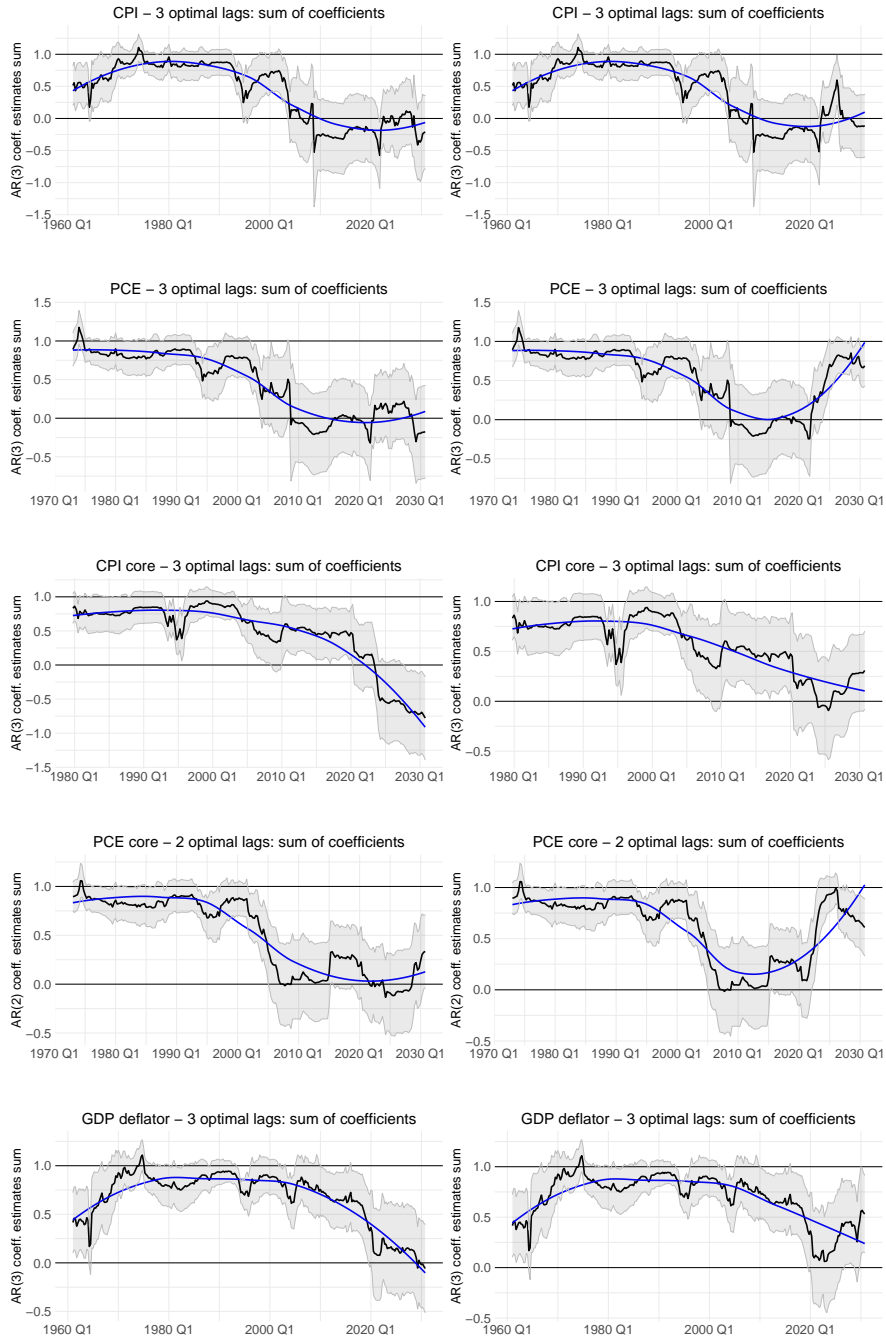 CPI − 3 optimal lags: sum of coefficients
AR(3) coeff. estimates sum
1.0
0.5
0.0
−0.5
−1.0
−1.5
1960 Q1 1980 Q1 2000 Q1 2020 Q1
CPI − 3 optimal lags: sum of coefficients
AR(3) coeff. estimates sum
1.0
0.5
0.0
−0.5
−1.0
−1.5
1960 Q1 1980 Q1 2000 Q1 2020 Q1
PCE − 3 optimal lags: sum of coefficients
AR(3) coeff. estimates sum
1.5
1.0
0.5
0.0
−0.5
1970 Q1 1980 Q1 1990 Q1 2000 Q1 2010 Q1 2020 Q1 2030 Q1
PCE − 3 optimal lags: sum of coefficients
AR(3) coeff. estimates sum
1.5
1.0
0.5
0.0
−0.5
1970 Q1 1980 Q1 1990 Q1 2000 Q1 2010 Q1 2020 Q1 2030 Q1
CPI core − 3 optimal lags: sum of coefficients
AR(3) coeff. estimates sum
1.0
0.5
0.0
−0.5
−1.0
−1.5
1980 Q1 1990 Q1 2000 Q1 2010 Q1 2020 Q1 2030 Q1
CPI core − 3 optimal lags: sum of coefficients
AR(3) coeff. estimates sum
1.0
0.5
0.0
−0.5
1980 Q1 1990 Q1 2000 Q1 2010 Q1 2020 Q1 2030 Q1
PCE core − 2 optimal lags: sum of coefficients
AR(2) coeff. estimates sum
1.0
0.5
0.0
−0.5
1970 Q1 1980 Q1 1990 Q1 2000 Q1 2010 Q1 2020 Q1 2030 Q1
PCE core − 2 optimal lags: sum of coefficients
AR(2) coeff. estimates sum
1.0
0.5
0.0
−0.5
1970 Q1 1980 Q1 1990 Q1 2000 Q1 2010 Q1 2020 Q1 2030 Q1
GDP deflator − 3 optimal lags: sum of coefficients
AR(3) coeff. estimates sum
1.0
0.5
0.0
−0.5
1960 Q1 1980 Q1 2000 Q1 2020 Q1
GDP deflator − 3 optimal lags: sum of coefficients
AR(3) coeff. estimates sum
1.0
0.5
0.0
−0.5
1960 Q1 1980 Q1 2000 Q1 2020 Q1